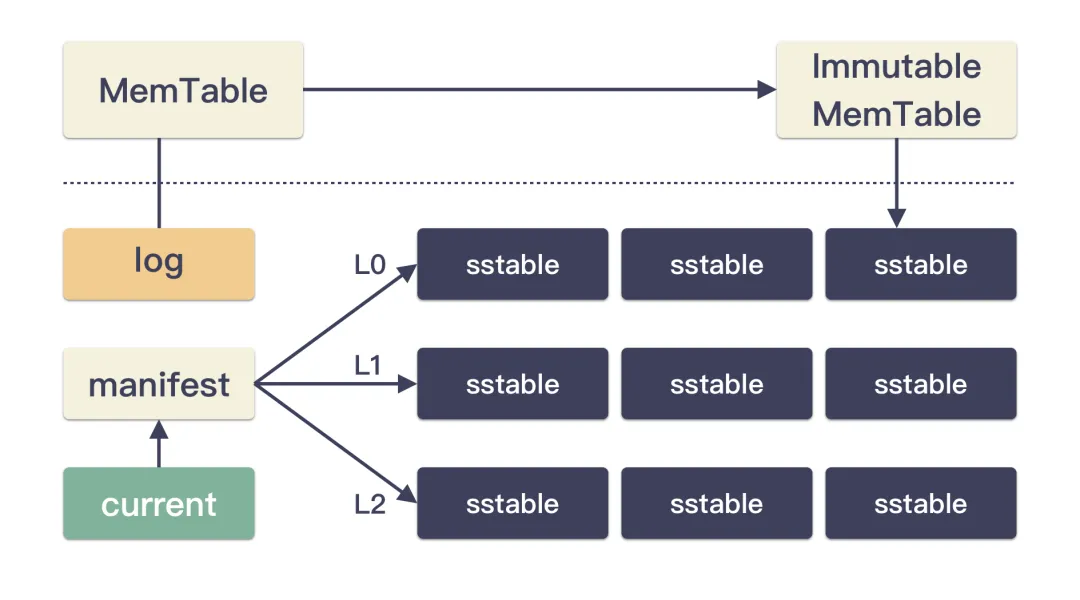 MemTable
Immutable
MemTable
log
L0
sstable
sstable
sstable
manifest
L1
sstable
sstable
sstable
current
L2
sstable
sstable
sstable